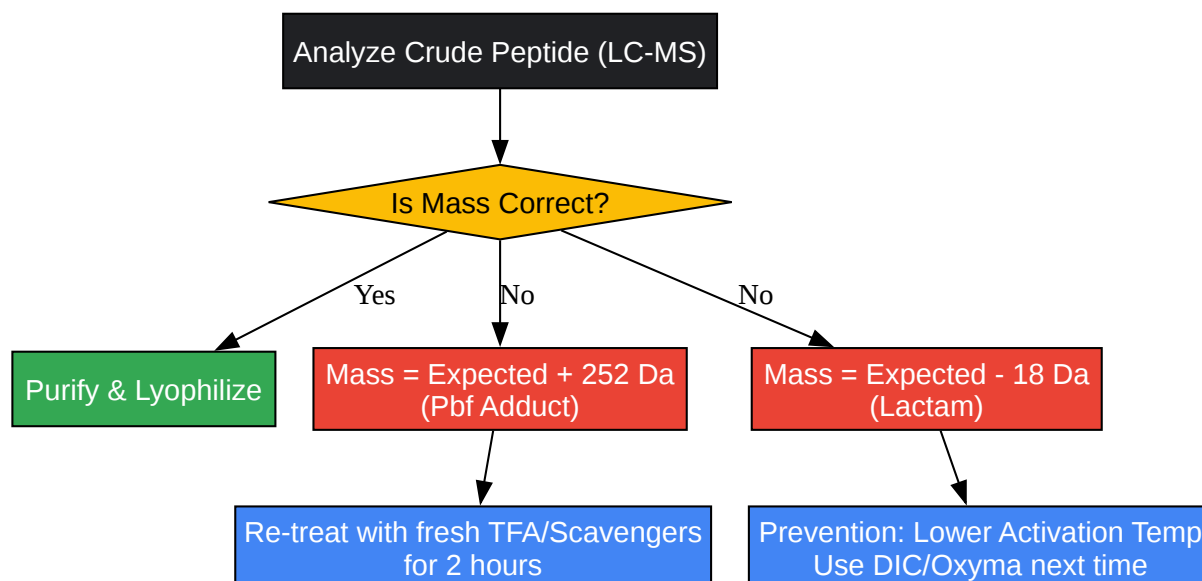 Analyze Crude Peptide (LC-MS)
Is Mass Correct?
Yes
No
No
Purify & Lyophilize
Mass = Expected + 252 Da
(Pbf Adduct)
Mass = Expected - 18 Da
(Lactam)
Re-treat with fresh TFA/Scavengers
for 2 hours
Prevention: Lower Activation Temp
Use DIC/Oxyma next time